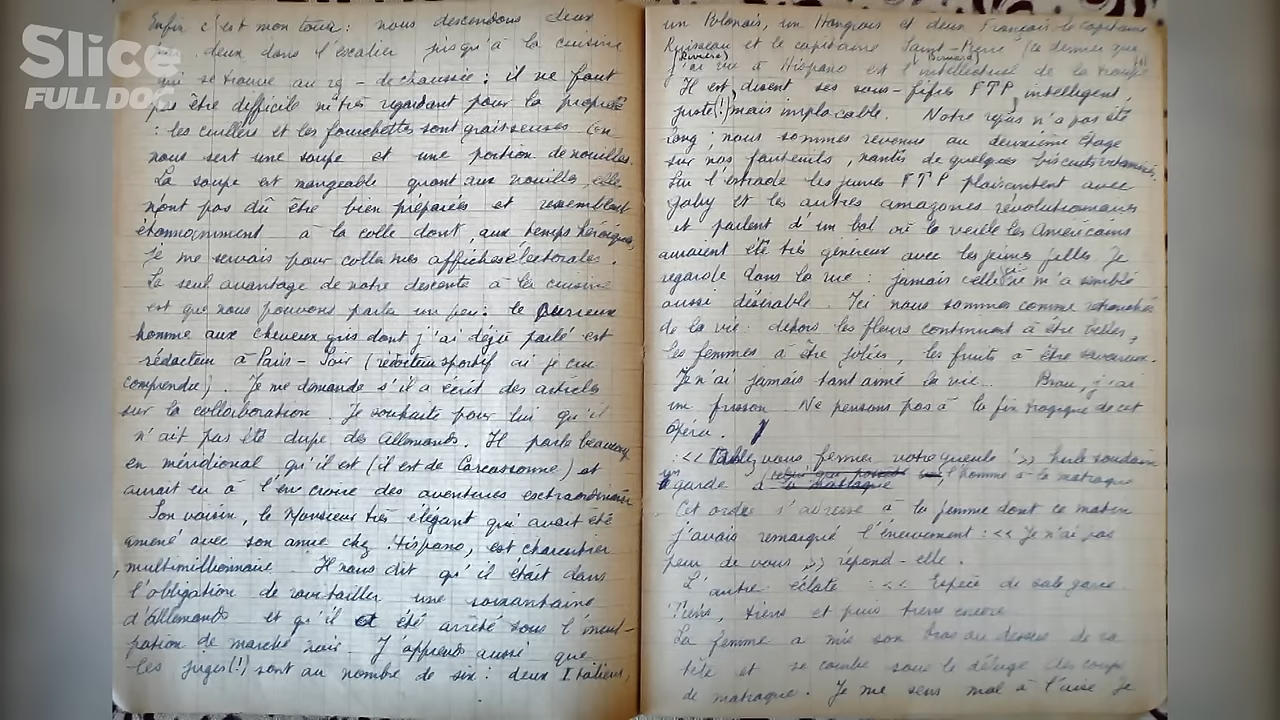 Slice
FULL DOC
Enfin c'est mon tour : nous descendons deux
par deux dans l'escalier jusqu'à la cuisine
qui se trouve au rez-de-chaussée ; il ne faut
pas être difficile ni très regardant pour la propreté
: les cuillers et les fourchettes sont graisseuses. On
nous sert une soupe et une portion de nouilles.
La soupe est mangeable quant aux nouilles, elles
n'ont pas dû être bien préparées et ressemblent
étonnamment à la colle dont, aux temps héroïques,
je me servais pour coller mes affiches électorales.
Le seul avantage de notre descente à la cuisine
est que nous pouvons parler un peu : le curieux
homme aux cheveux gris dont j'ai déjà parlé est
rédacteur à Paris-Soir (rédacteur sportif ai je cru
comprendre). Je me demande s'il a écrit des articles
sur la collaboration. Je souhaite pour lui qu'il
n'ait pas été dupe des Allemands. Il parle beaucoup
en méridional qu'il est (il est de Carcassonne) et
aurait eu à l'en croire des aventures extraordinaires
Son voisin, le Monsieur très élégant qui avait été
amené avec son amie chez Hispano, est charcutier
multimillionnaire. Il nous dit qu'il était dans
l'obligation de ravitailler une soixantaine
d'Allemands et qu'il a été arrêté sous l'incul-
pation de marché noir. J'apprends aussi que
les juges(!) sont au nombre de six : deux Italiens,
un Polonais, un Hongrois et deux Français le capitaine
Ruisseau et le capitaine Saint-Pierre (ce dernier que
(Rivière) (Bernard)
j'ai vu à Hispano est l'intellectuel de la troupe
Il est, disent ses sous-fifres FTP, intelligent,
juste(!) mais implacable. Notre repas n'a pas été
long ; nous sommes revenus au deuxième étage
sur nos fauteuils, nantis de quelques biscuits vitaminés.
Sur l'estrade les jeunes FTP plaisantent avec
Gaby et les autres amazones révolutionnaires
et parlent d'un bal où la veille les Américains
auraient été très généreux avec les jeunes filles. Je
regarde dans la rue : jamais celle-ci ne m'a semblé
aussi désirable. Ici nous sommes comme retranchés
de la vie : dehors les fleurs continuent à être belles,
les femmes à être jolies, les fruits à être savoureux.
Je n'ai jamais tant aimé la vie... Brou, j'ai
un frisson. Ne pensons pas à la fin tragique de cet
opéra.
: << vous fermer votre gueule ! >> hurle soudain
un garde l'homme à la matraque
Cet ordre s'adresse à la femme dont ce matin
j'avais remarqué l'énervement : << Je n'ai pas
peur de vous >> répond-elle.
L'autre éclate : << Espèce de sale garce.
Tiens, tiens et puis tiens encore
La femme a mis son bras au dessus de sa
tête et se courbe sous le déluge des coups
de matraque. Je me sens mal à l'aise Je